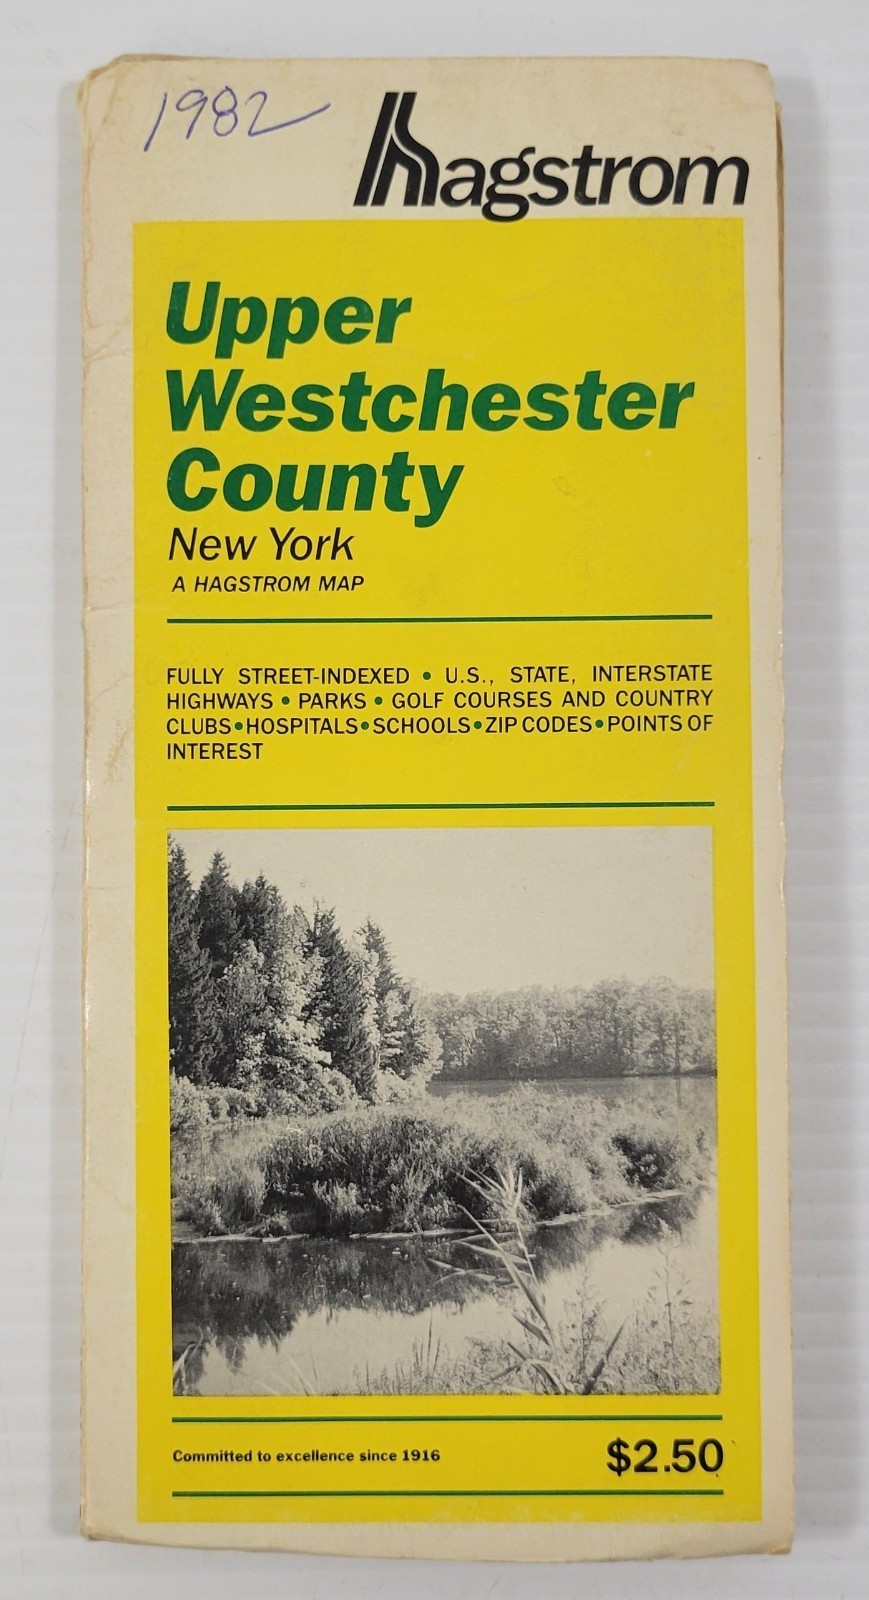 1982
hagstrom
Upper
Westchester
County
New York
A HAGSTROM MAP
FULLY STREET-INDEXED • U.S., STATE, INTERSTATE
HIGHWAYS • PARKS • GOLF COURSES AND COUNTRY
CLUBS•HOSPITALS•SCHOOLS•ZIP CODES•POINTS OF
INTEREST
Committed to excellence since 1916
$2.50